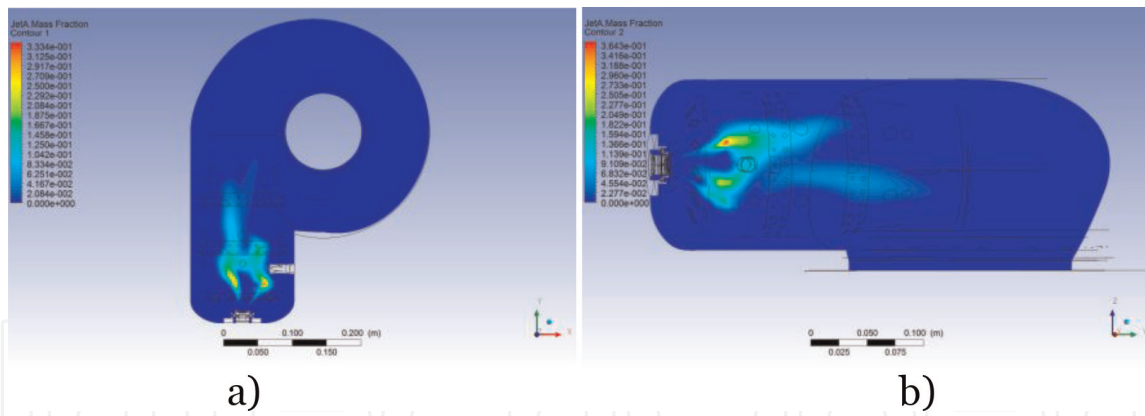 JetA.Mass Fraction
Contour 1
3.334e-001
3.125e-001
2.917e-001
2.709e-001
2.500e-001
2.292e-001
2.084e-001
1.875e-001
1.667e-001
1.458e-001
1.250e-001
1.042e-001
8.334e-002
6.251e-002
4.167e-002
2.084e-002
0.000e+000
0 0.100 0.200 (m)
0.050 0.150
Y
X
a)
JetA.Mass Fraction
Contour 2
3.643e-001
3.416e-001
3.188e-001
2.960e-001
2.733e-001
2.505e-001
2.277e-001
2.049e-001
1.822e-001
1.594e-001
1.366e-001
1.139e-001
9.109e-002
6.832e-002
4.554e-002
2.277e-002
0.000e+000
0 0.050 0.100 (m)
0.025 0.075
Z
Y
b)